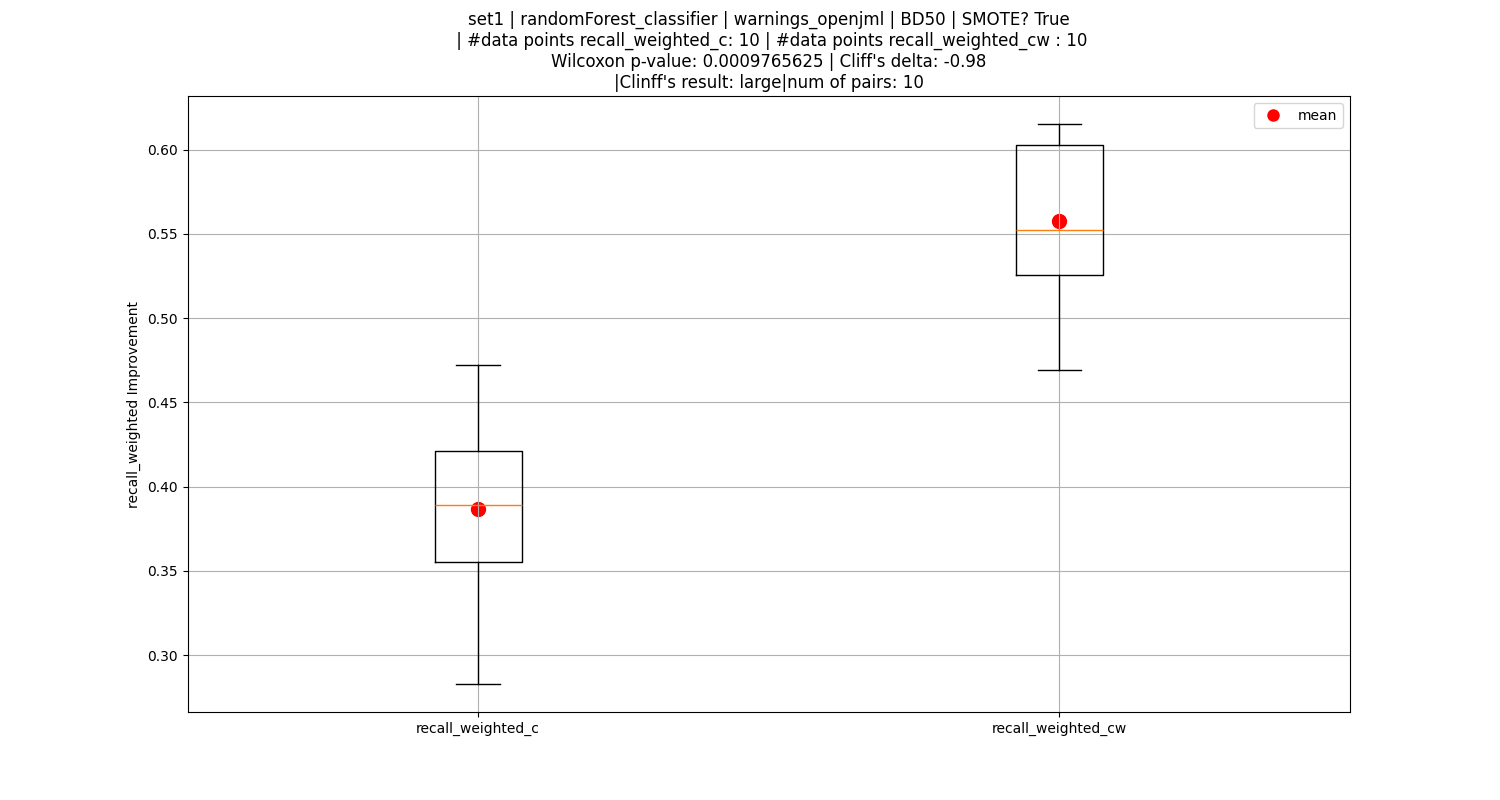 set1 | randomForest_classifier | warnings_openjml | BD50 | SMOTE? True
| #data points recall_weighted_c: 10 | #data points recall_weighted_cw : 10
Wilcoxon p-value: 0.0009765625 | Cliff's delta: -0.98
|Clinff's result: large|num of pairs: 10
mean
recall_weighted Improvement
0.60
0.55
0.50
0.45
0.40
0.35
0.30
recall_weighted_c
recall_weighted_cw